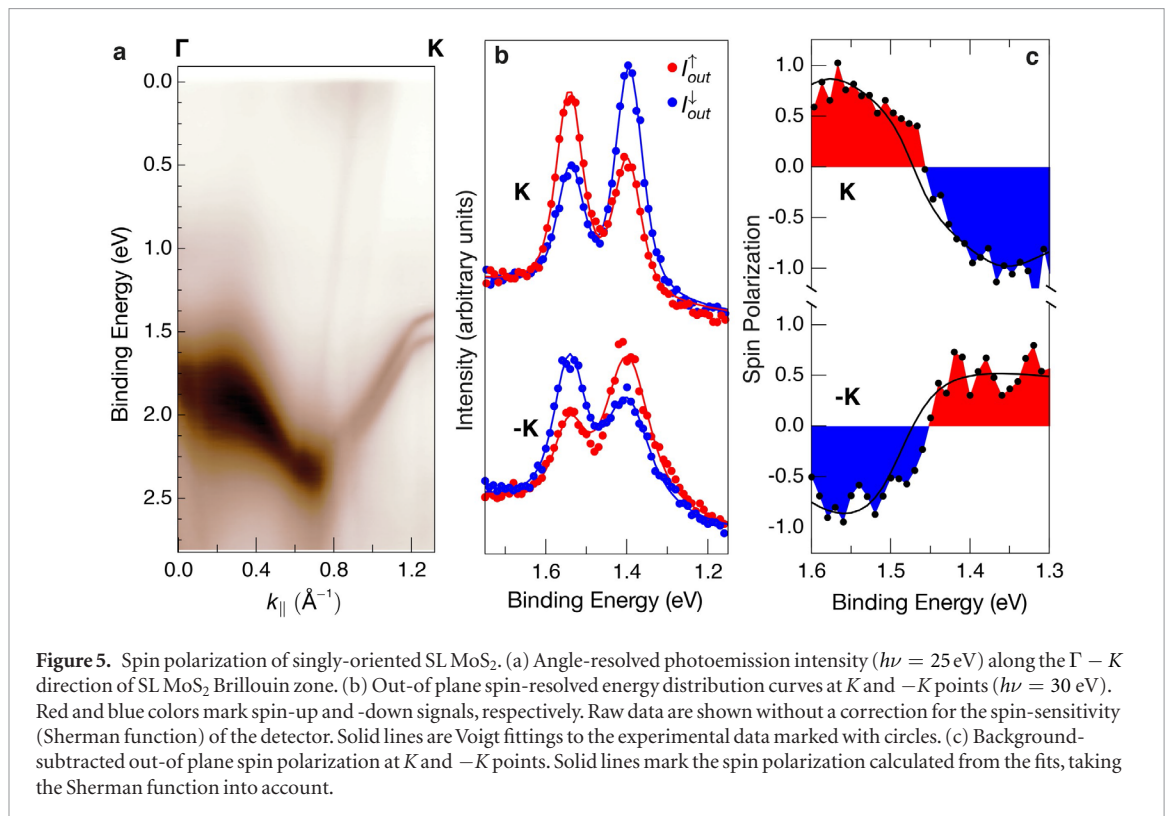 a
Γ
K
0.0
0.5
1.0
1.5
2.0
2.5
Binding Energy (eV)
0.0 0.4 0.8 1.2
k∥ (Å⁻¹)
b
I↑out
I↓out
K
-K
Intensity (arbitrary units)
1.6 1.4 1.2
Binding Energy (eV)
c
1.0
0.5
0.0
-0.5
-1.0
K
1.0
0.5
0.0
-0.5
-1.0
-K
Spin Polarization
1.6 1.5 1.4 1.3
Binding Energy (eV)
Figure 5. Spin polarization of singly-oriented SL MoS₂. (a) Angle-resolved photoemission intensity (hν = 25 eV) along the Γ − K
direction of SL MoS₂ Brillouin zone. (b) Out-of plane spin-resolved energy distribution curves at K and −K points (hν = 30 eV).
Red and blue colors mark spin-up and -down signals, respectively. Raw data are shown without a correction for the spin-sensitivity
(Sherman function) of the detector. Solid lines are Voigt fittings to the experimental data marked with circles. (c) Background-
subtracted out-of plane spin polarization at K and −K points. Solid lines mark the spin polarization calculated from the fits, taking
the Sherman function into account.